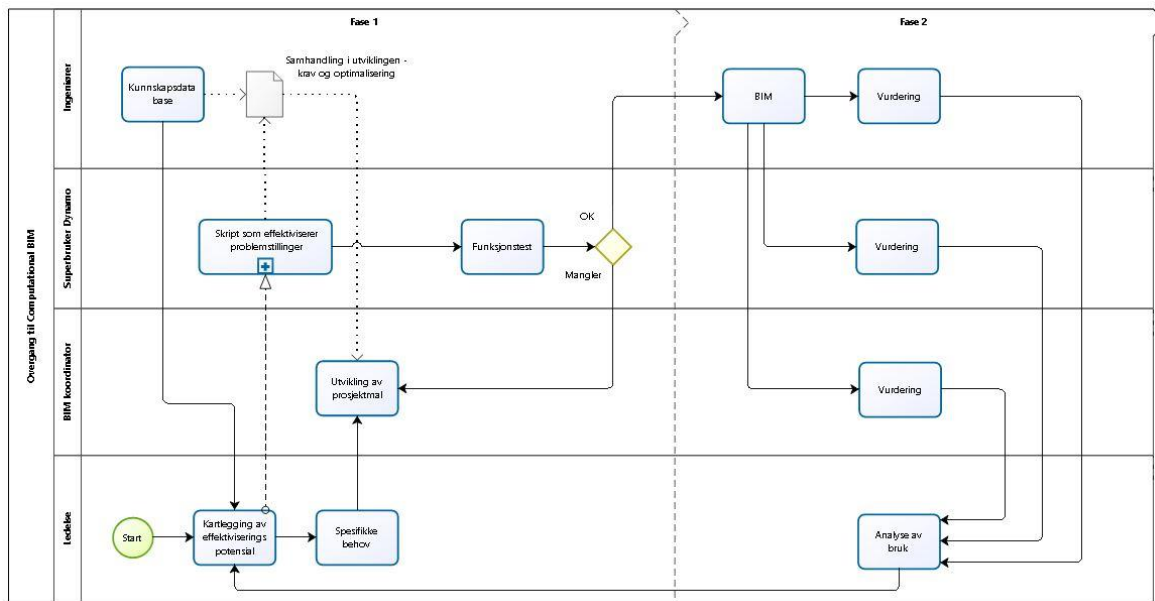 Fase 1
Fase 2
Overgang til Computational BIM
Ingeniører
Kunnskapsdata
base
Samhandling i utviklingen -
krav og optimalisering
BIM
Vurdering
Superbruker Dynamo
Skript som effektiviserer
problemstillinger
Funksjonstest
OK
Mangler
Vurdering
BIM koordinator
Utvikling av
prosjektmal
Vurdering
Ledelse
Start
Kartlegging av
effektiviserings
potensial
Spesifikke
behov
Analyse av
bruk